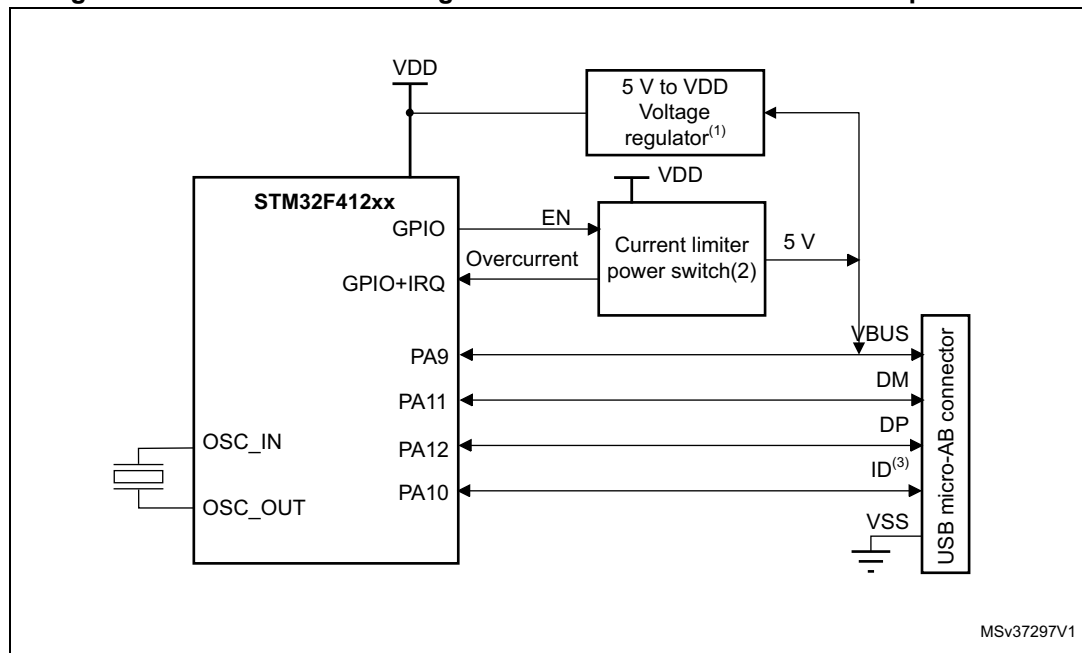 VDD
5 V to VDD
Voltage
regulator(1)
VDD
STM32F412xx
GPIO
EN
Current limiter
power switch(2)
5 V
Overcurrent
GPIO+IRQ
VBUS
PA9
DM
PA11
DP
PA12
ID(3)
PA10
OSC_IN
OSC_OUT
VSS
USB micro-AB connector
MSv37297V1